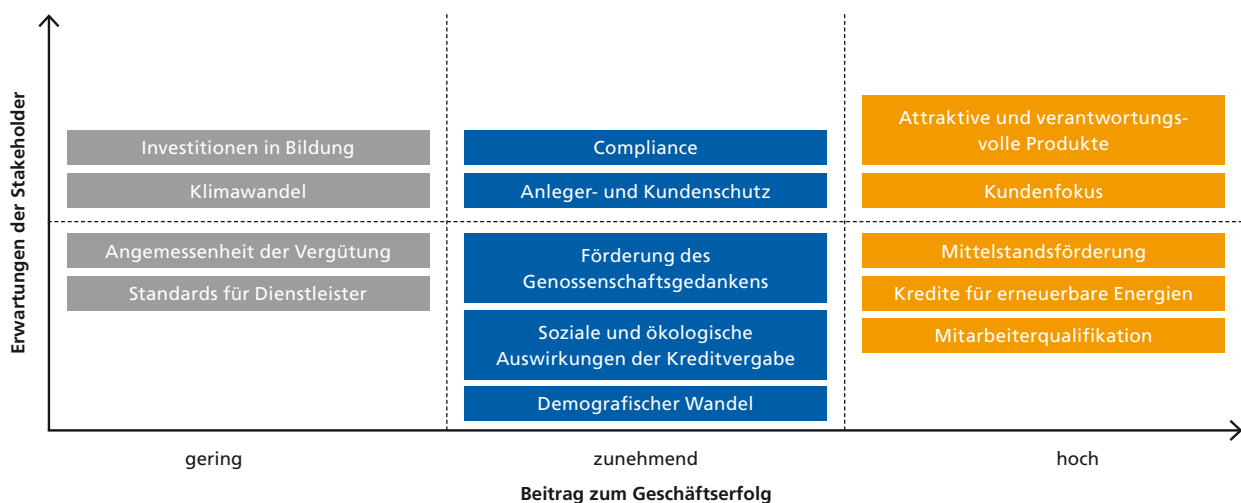 Erwartungen der Stakeholder
Investitionen in Bildung
Klimawandel
Angemessenheit der Vergütung
Standards für Dienstleister
Compliance
Anleger- und Kundenschutz
Förderung des
Genossenschaftsgedankens
Soziale und ökologische
Auswirkungen der Kreditvergabe
Demografischer Wandel
Attraktive und verantwortungs-
volle Produkte
Kundenfokus
Mittelstandsförderung
Kredite für erneuerbare Energien
Mitarbeiterqualifikation
gering
zunehmend
hoch
Beitrag zum Geschäftserfolg